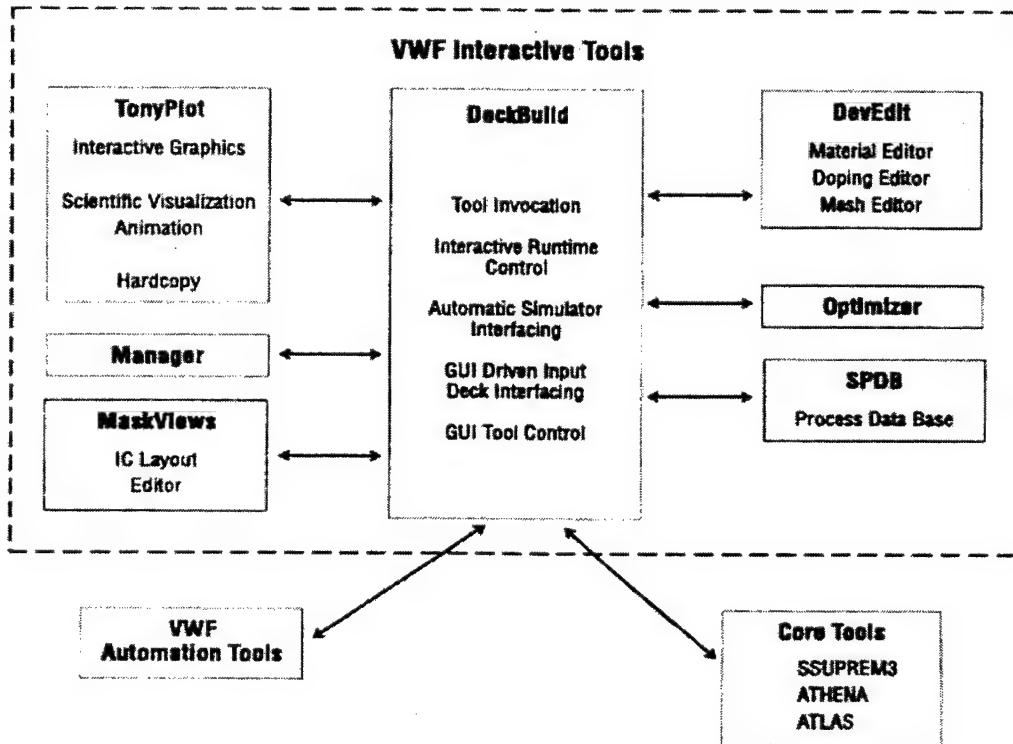 VWF Interactive Tools
TonyPlot
Interactive Graphics
Scientific Visualization
Animation
Hardcopy
Manager
MaskViews
IC Layout
Editor
DeckBuild
Tool Invocation
Interactive Runtime
Control
Automatic Simulator
Interfacing
GUI Driven Input
Deck Interfacing
GUI Tool Control
DevEdit
Material Editor
Doping Editor
Mesh Editor
Optimizer
SPDB
Process Data Base
VWF
Automation Tools
Core Tools
SSUPREM3
ATHENA
ATLAS